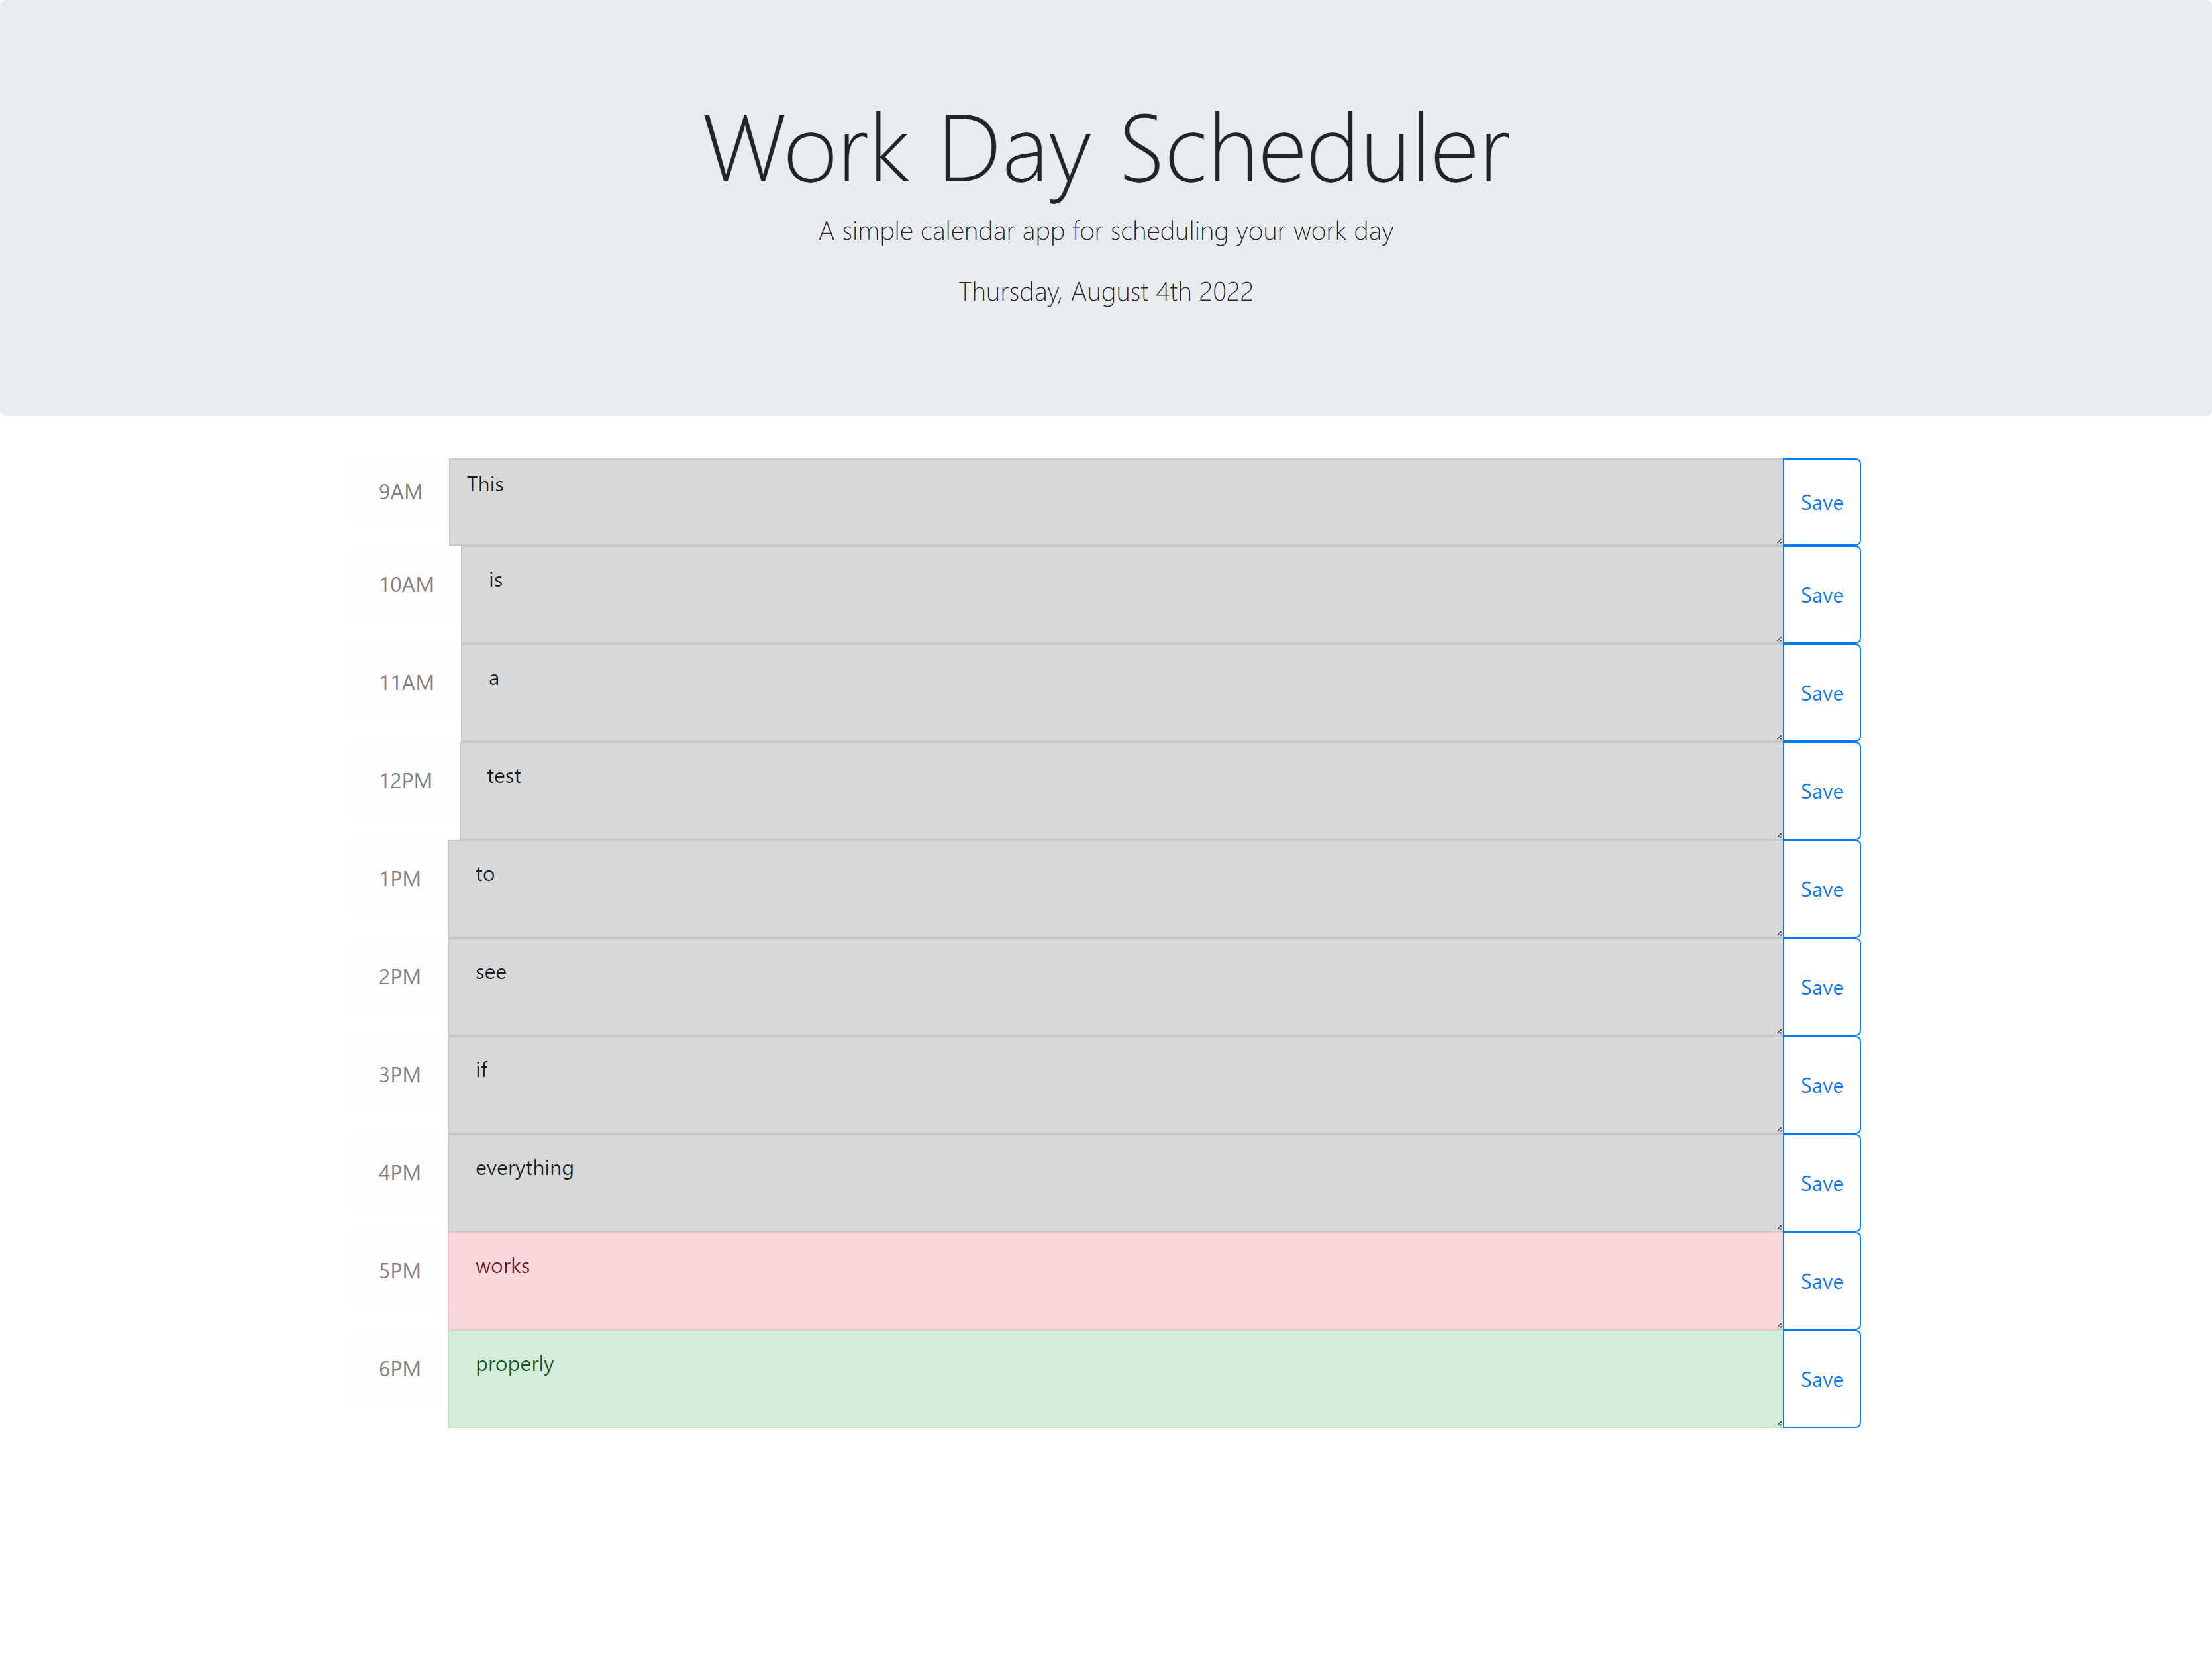 Work Day Scheduler
A simple calendar app for scheduling your work day
Thursday, August 4th 2022
9AM This Save
10AM is Save
11AM a Save
12PM test Save
1PM to Save
2PM see Save
3PM if Save
4PM everything Save
5PM works Save
6PM properly Save